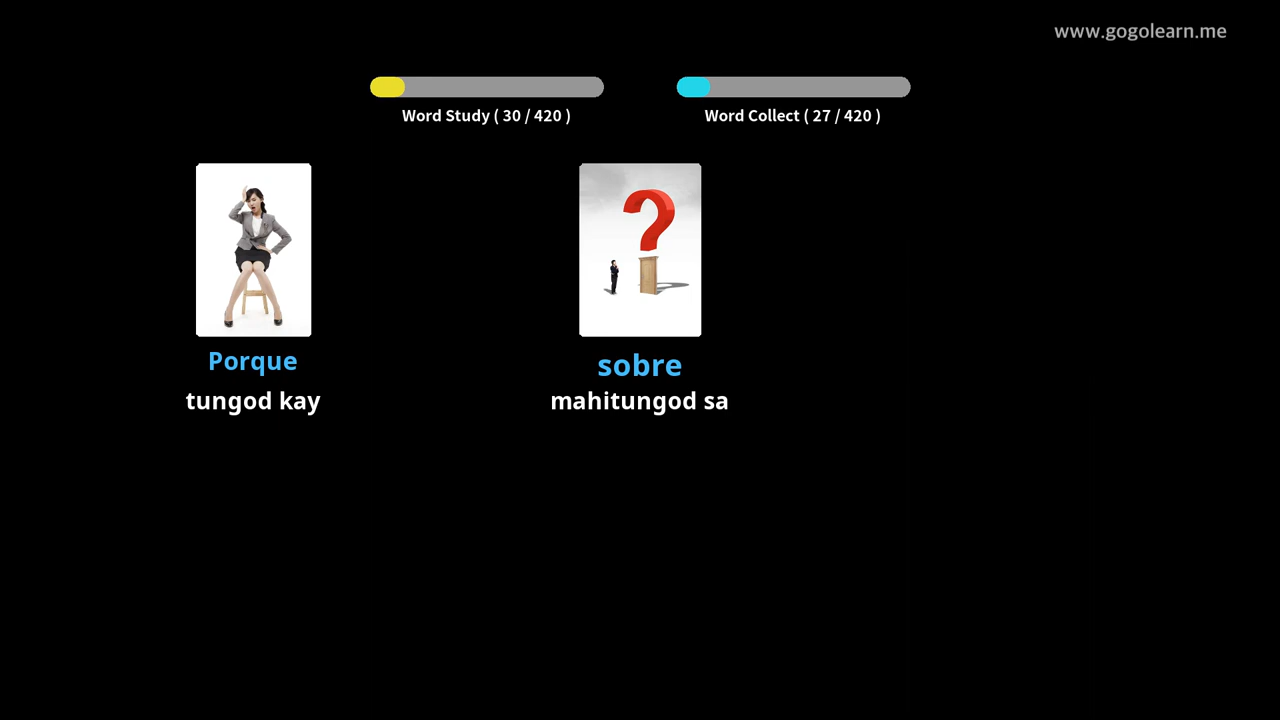 www.gogolearn.me
Word Study ( 30 / 420 )
Word Collect ( 27 / 420 )
Porque
tungod kay
sobre
mahitungod sa